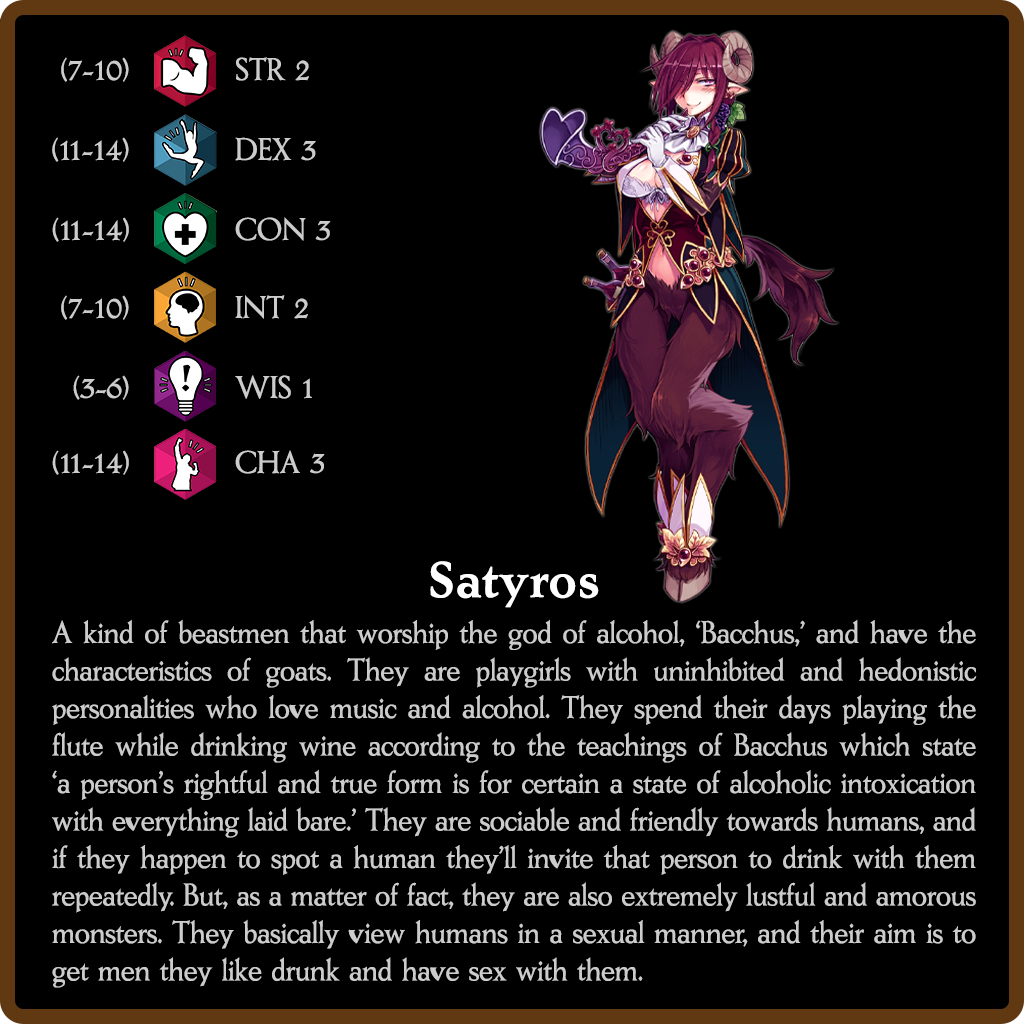 (7-10) STR 2
(11-14) DEX 3
(11-14) CON 3
(7-10) INT 2
(3-6) WIS 1
(11-14) CHA 3
Satyros
A kind of beastmen that worship the god of alcohol, ‘Bacchus,’ and have the
characteristics of goats. They are playgirls with uninhibited and hedonistic
personalities who love music and alcohol. They spend their days playing the
flute while drinking wine according to the teachings of Bacchus which state
‘a person’s rightful and true form is for certain a state of alcoholic intoxication
with everything laid bare.’ They are sociable and friendly towards humans, and
if they happen to spot a human they’ll invite that person to drink with them
repeatedly. But, as a matter of fact, they are also extremely lustful and amorous
monsters. They basically view humans in a sexual manner, and their aim is to
get men they like drunk and have sex with them.